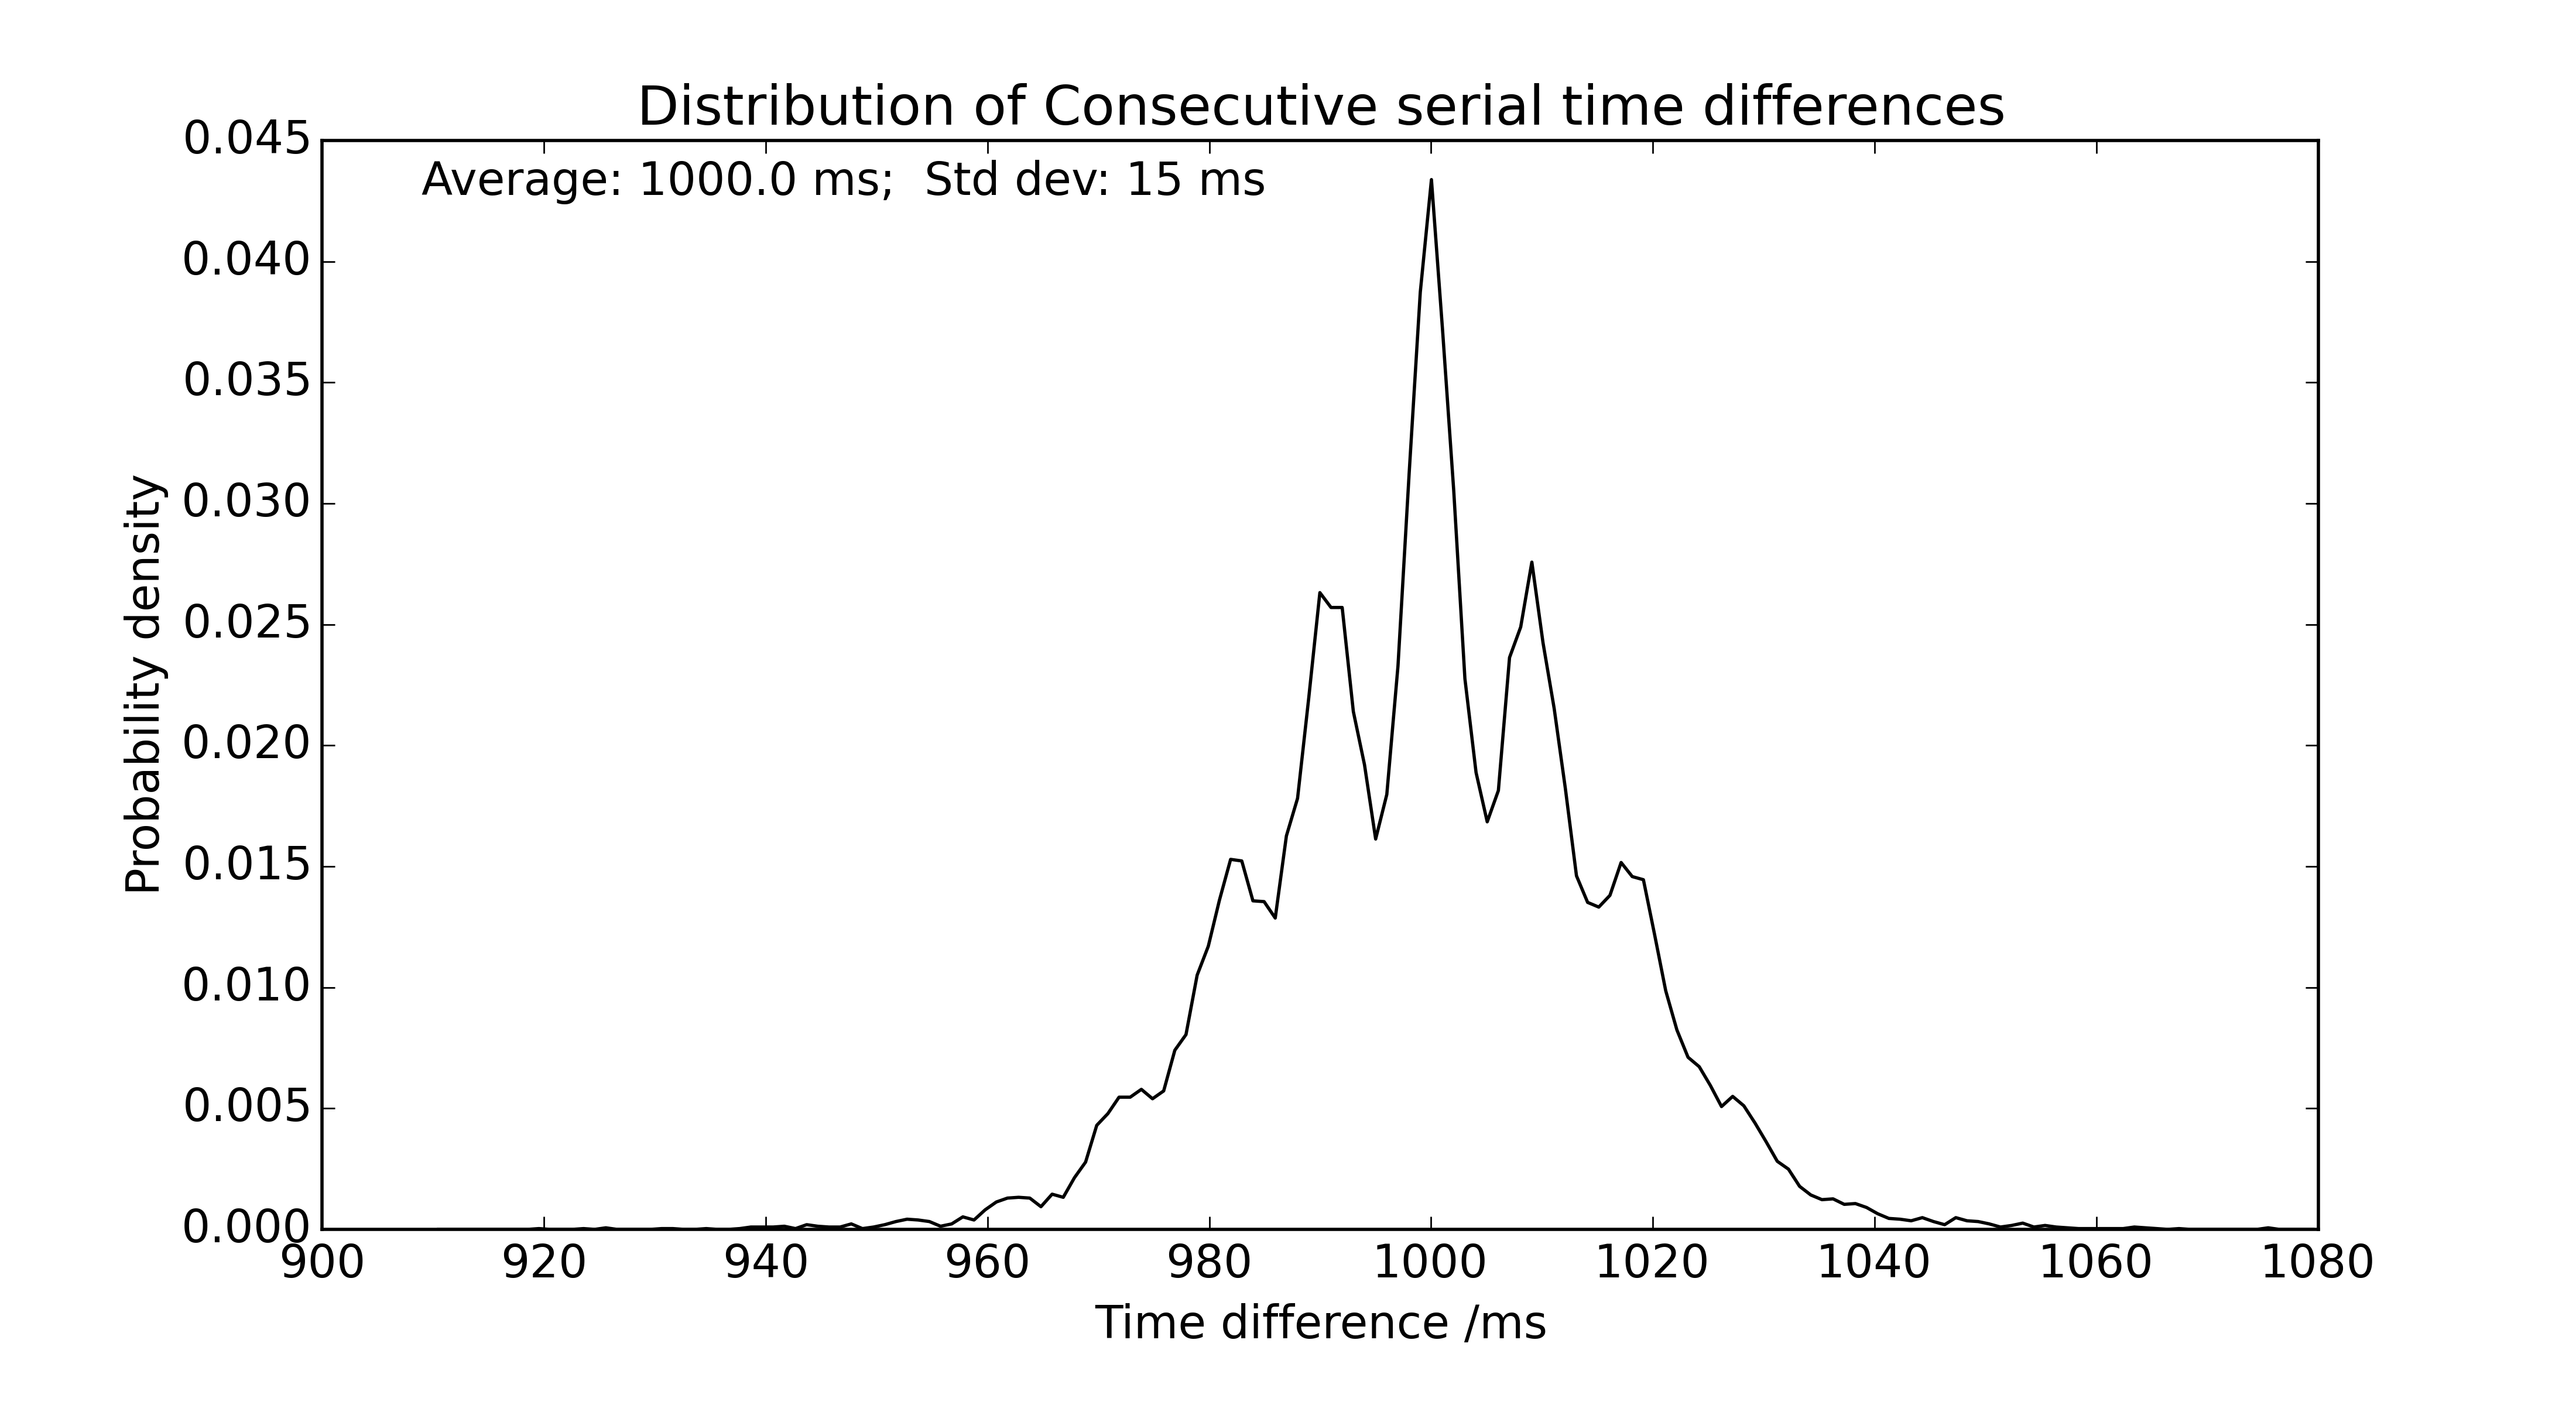 Distribution of Consecutive serial time differences
Average: 1000.0 ms;  Std dev: 15 ms
Probability density
0.045
0.040
0.035
0.030
0.025
0.020
0.015
0.010
0.005
0.000
900 920 940 960 980 1000 1020 1040 1060 1080
Time difference /ms